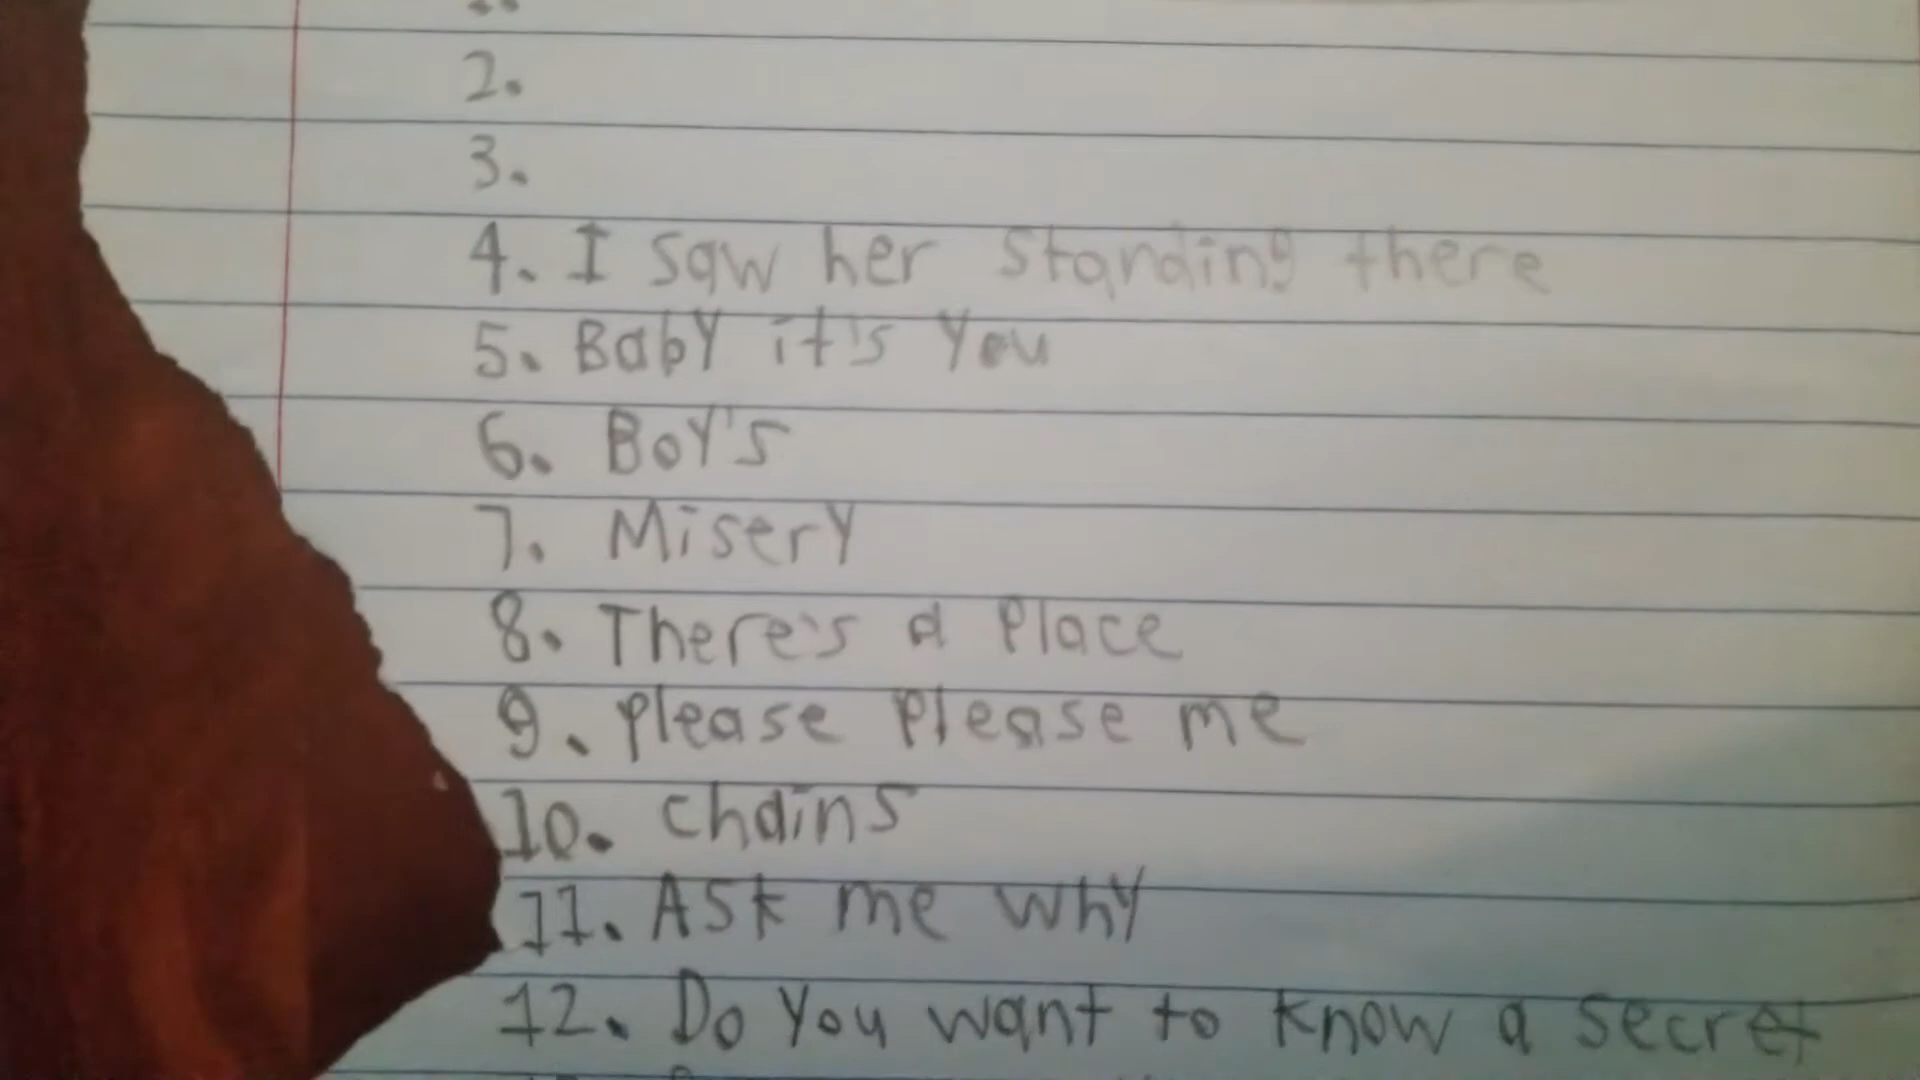 2.
3.
4. I saw her standing there
5. Baby it's you
6. Boy's
7. Misery
8. There's a place
9. please please me
10. chains
11. Ask me why
12. Do you want to know a secret